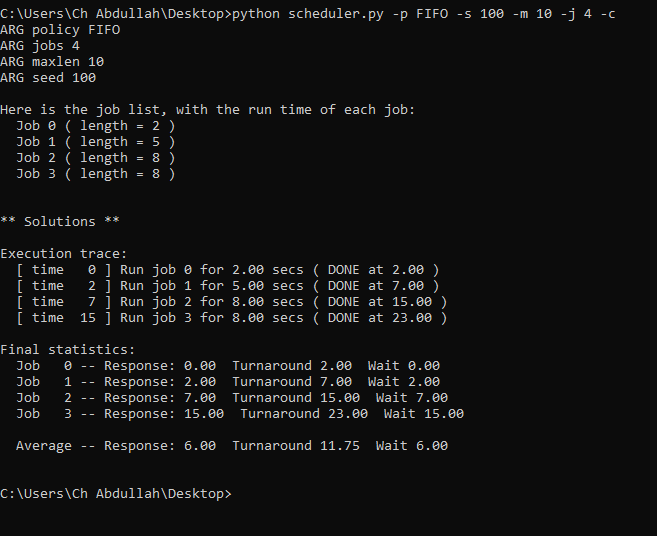 C:\Users\Ch Abdullah\Desktop>python scheduler.py -p FIFO -s 100 -m 10 -j 4 -c
ARG policy FIFO
ARG jobs 4
ARG maxlen 10
ARG seed 100
Here is the job list, with the run time of each job:
Job 0 ( length = 2 )
Job 1 ( length = 5 )
Job 2 ( length = 8 )
Job 3 ( length = 8 )
** Solutions **
Execution trace:
[ time   0 ] Run job 0 for 2.00 secs ( DONE at 2.00 )
[ time   2 ] Run job 1 for 5.00 secs ( DONE at 7.00 )
[ time   7 ] Run job 2 for 8.00 secs ( DONE at 15.00 )
[ time  15 ] Run job 3 for 8.00 secs ( DONE at 23.00 )
Final statistics:
Job   0 -- Response: 0.00  Turnaround 2.00  Wait 0.00
Job   1 -- Response: 2.00  Turnaround 7.00  Wait 2.00
Job   2 -- Response: 7.00  Turnaround 15.00  Wait 7.00
Job   3 -- Response: 15.00  Turnaround 23.00  Wait 15.00
Average -- Response: 6.00  Turnaround 11.75  Wait 6.00
C:\Users\Ch Abdullah\Desktop>